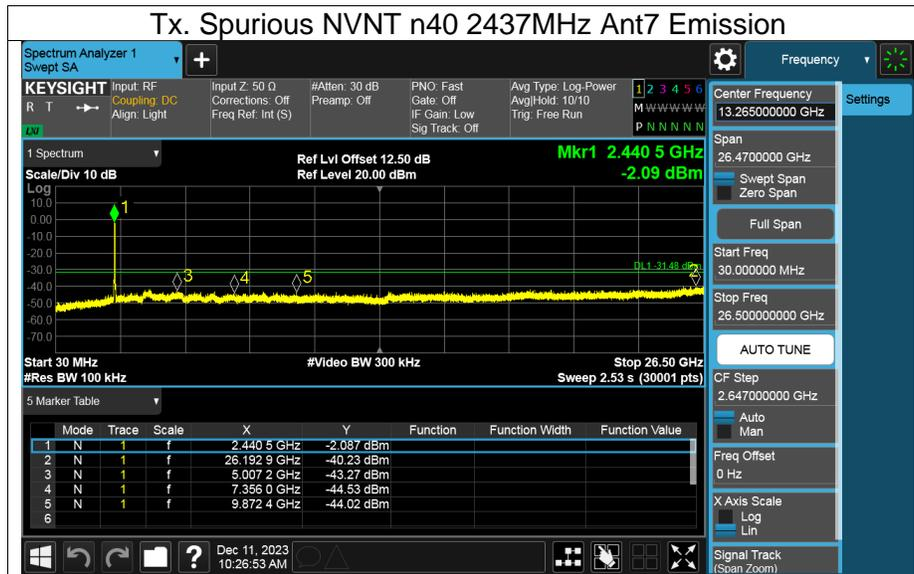 Tx. Spurious NVNT n40 2437MHz Ant7 Emission
Spectrum Analyzer 1
Swept SA
+
Frequency
KEYSIGHT
R T
LXI
Input: RF
Coupling: DC
Align: Light
Input Z: 50 Ω
Corrections: Off
Freq Ref: Int (S)
#Atten: 30 dB
Preamp: Off
PNO: Fast
Gate: Off
IF Gain: Low
Sig Track: Off
Avg Type: Log-Power
Avg|Hold: 10/10
Trig: Free Run
1 2 3 4 5 6
M W W W W W
P N N N N N
1 Spectrum
Scale/Div 10 dB
Ref Lvl Offset 12.50 dB
Ref Level 20.00 dBm
Mkr1 2.440 5 GHz
-2.09 dBm
Log
10.0
0.00
-10.0
-20.0
-30.0
-40.0
-50.0
-60.0
-70.0
1
3
4
5
2
DL1 -31.48 dBm
Start 30 MHz
#Res BW 100 kHz
#Video BW 300 kHz
Stop 26.50 GHz
Sweep 2.53 s (30001 pts)
5 Marker Table
Mode Trace Scale X Y Function Function Width Function Value
1 N 1 f 2.440 5 GHz -2.087 dBm
2 N 1 f 26.192 9 GHz -40.23 dBm
3 N 1 f 5.007 2 GHz -43.27 dBm
4 N 1 f 7.356 0 GHz -44.53 dBm
5 N 1 f 9.872 4 GHz -44.02 dBm
6
?
Dec 11, 2023
10:26:53 AM
Center Frequency
13.265000000 GHz
Settings
Span
26.4700000 GHz
Swept Span
Zero Span
Full Span
Start Freq
30.000000 MHz
Stop Freq
26.500000000 GHz
AUTO TUNE
CF Step
2.647000000 GHz
Auto
Man
Freq Offset
0 Hz
X Axis Scale
Log
Lin
Signal Track
(Span Zoom)